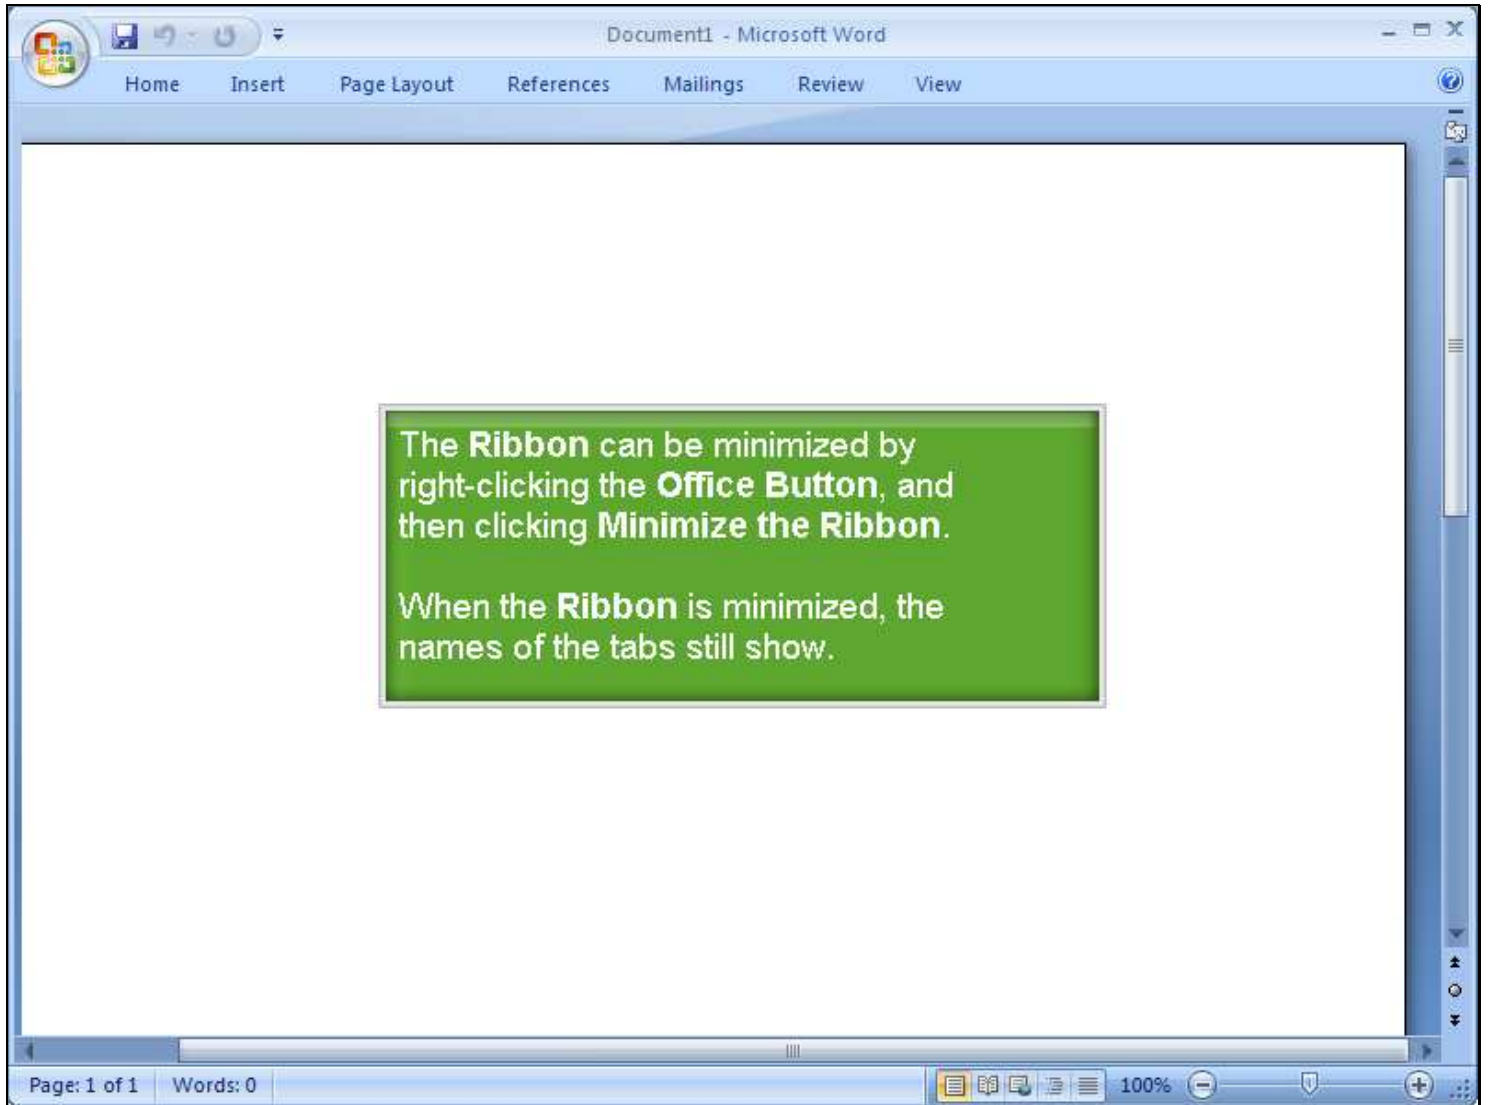 Document1 - Microsoft Word
Home Insert Page Layout References Mailings Review View
The Ribbon can be minimized by
right-clicking the Office Button, and
then clicking Minimize the Ribbon.
When the Ribbon is minimized, the
names of the tabs still show.
Page: 1 of 1 Words: 0 100%